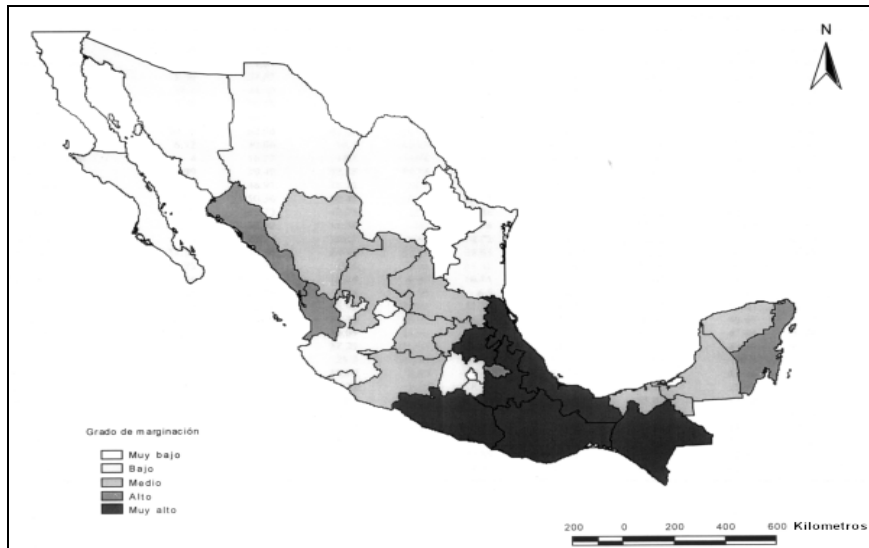 N
Grado de marginación
Muy bajo
Bajo
Medio
Alto
Muy alto
200 0 200 400 600 Kilometros